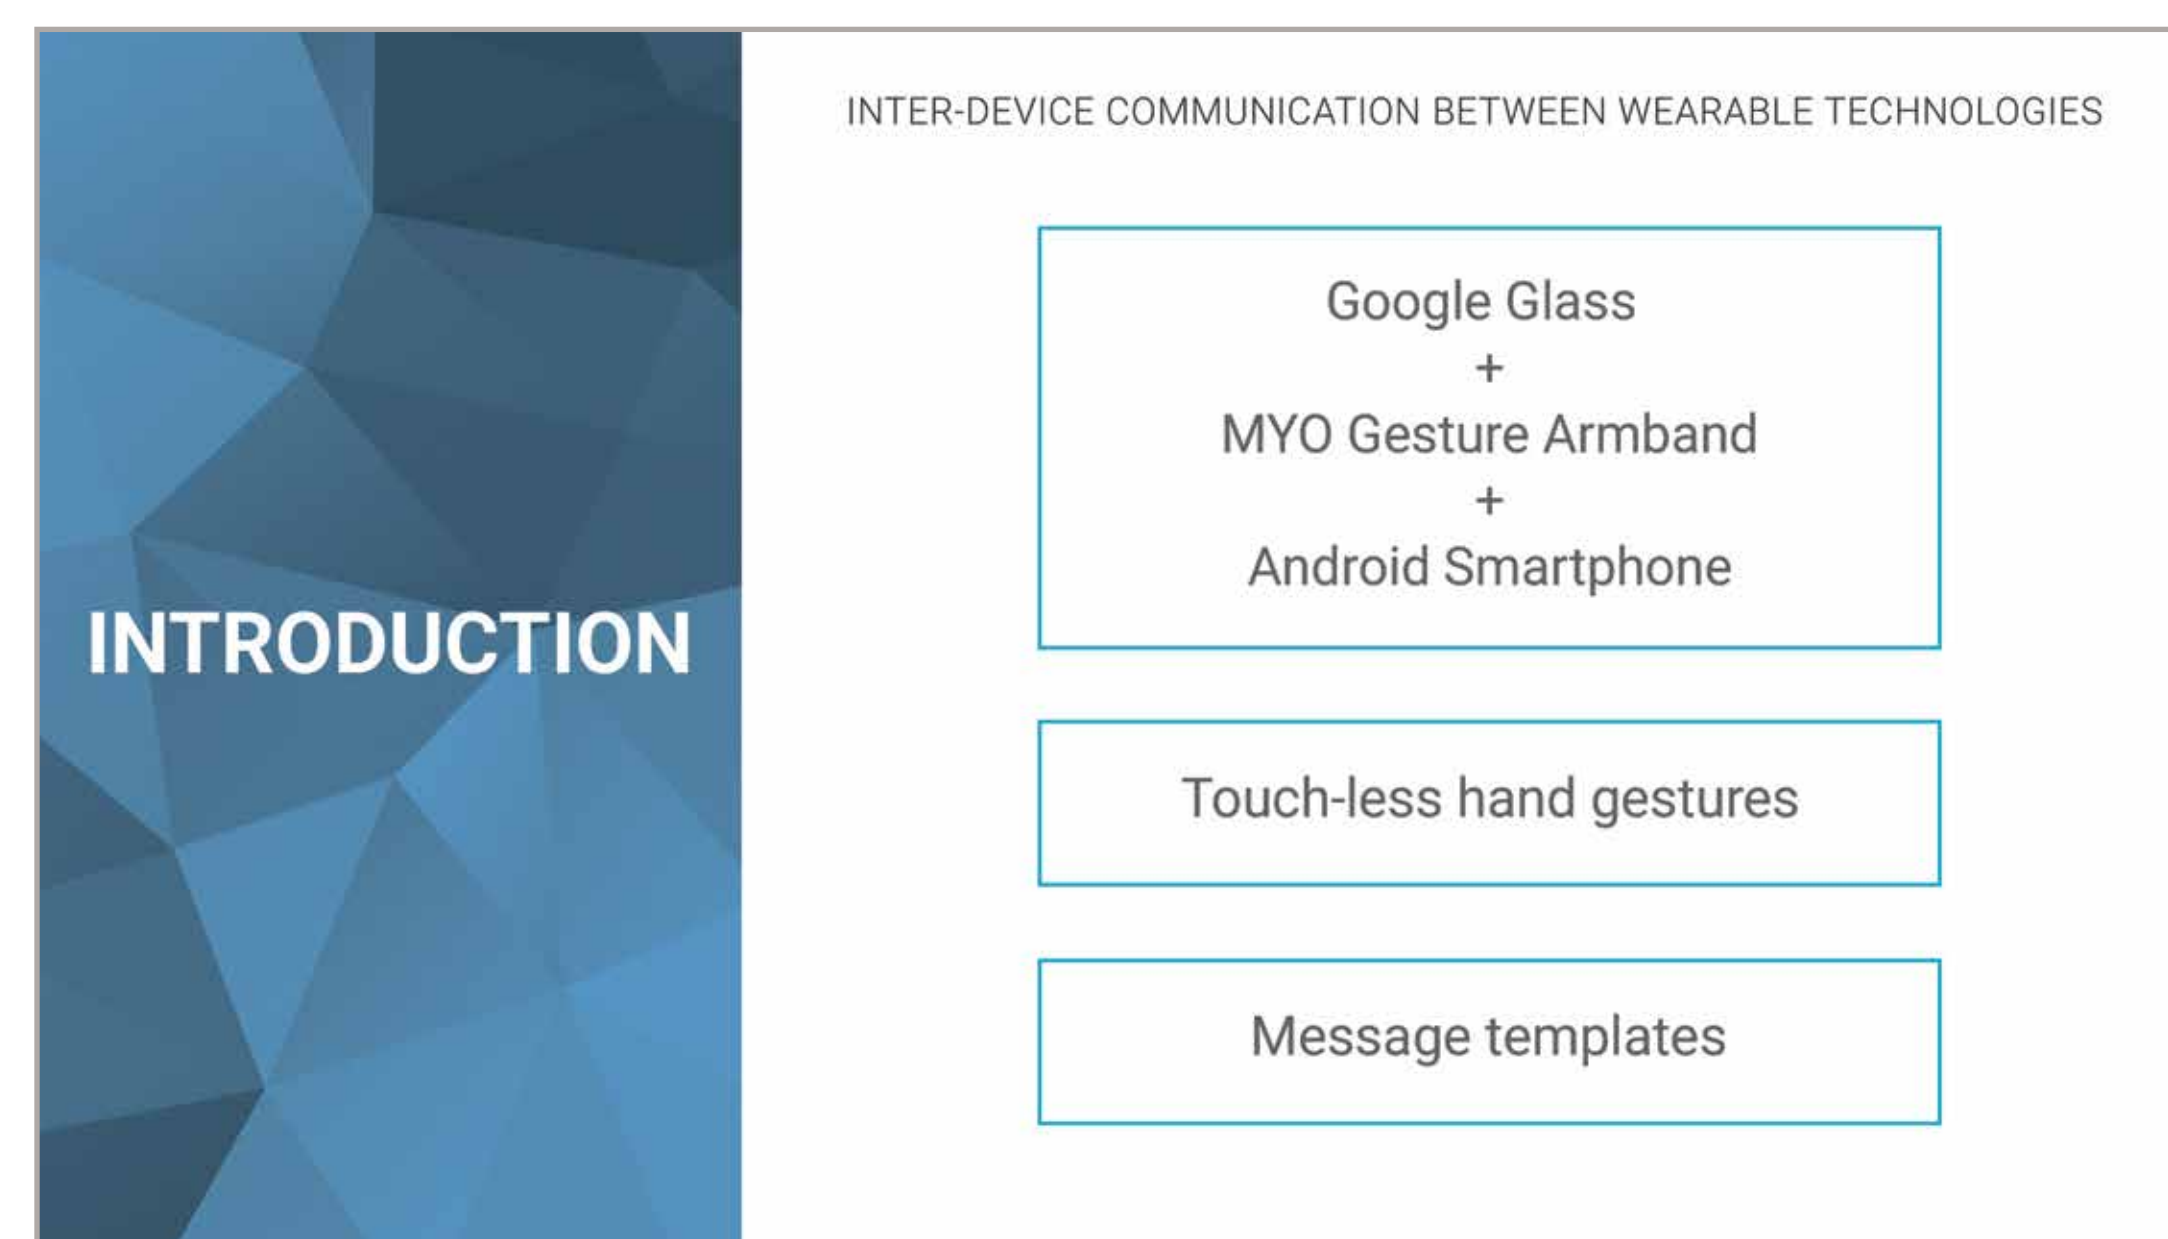 INTRODUCTION
INTER-DEVICE COMMUNICATION BETWEEN WEARABLE TECHNOLOGIES
Google Glass
+
MYO Gesture Armband
+
Android Smartphone
Touch-less hand gestures
Message templates